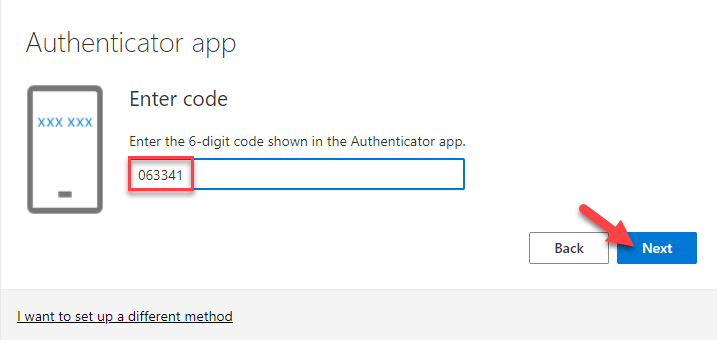 Authenticator app
XXX XXX
Enter code
Enter the 6-digit code shown in the Authenticator app.
063341
Back
Next
I want to set up a different method